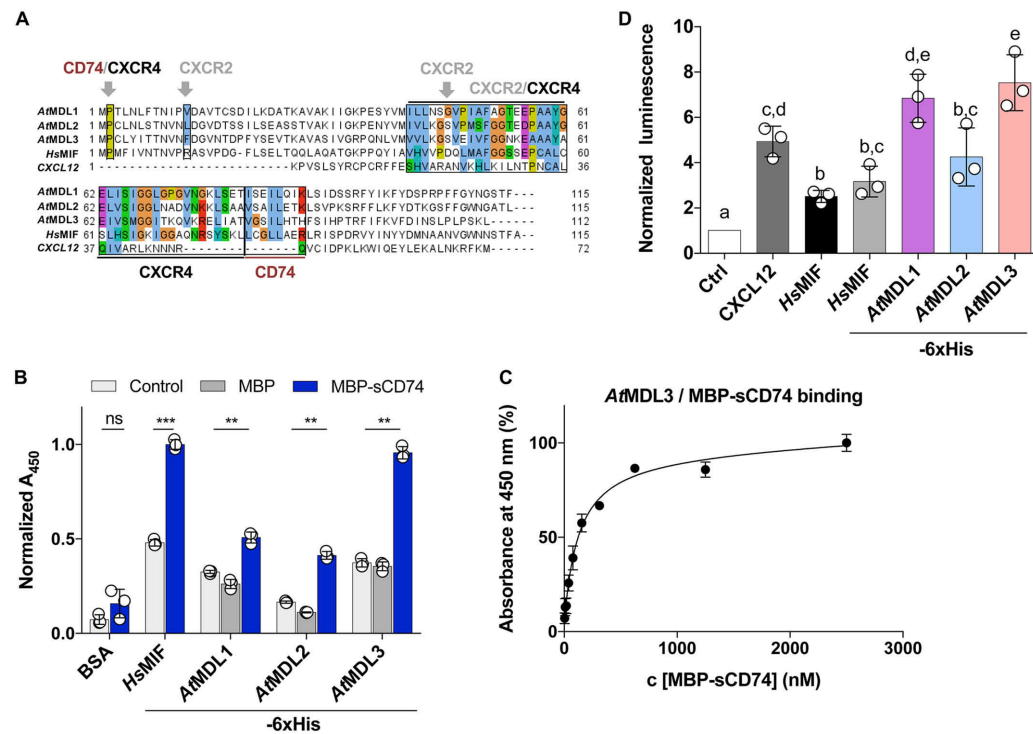 A
CD74/CXCR4 CXCR2 CXCR2 CXCR2/CXCR4
AtMDL1 1 MPTLNLFTNIPVDAVTCSDILKDATKAVAKIIGKPESYVMILLNSGVPIAFAGTEEPAAYG 61
AtMDL2 1 MPCLNLSTNVNLDGVDTSSILSEASSTVAKIIGKPENYVMIVLKGSVPMSFGGTEDPAAYG 61
AtMDL3 1 MPCLYITTNVNFDGVNTDPFYSEVTKAVASIVGRPQNLVMVVLKGSVEIVFGGNKEAAAYA 61
HsMIF 1 MPMFIVNTNVPRASVPDG-FLSELTQQLAQATGKPPQYIAVHVVPDQLMAFGGSSEPCALC 60
CXCL12 1 ------------------------KPVSLSYRCPCRFFESHVARANVKHLKILNTPNCAL 36
AtMDL1 62 ELISIGGLGPGVNGKLSETISEILQIKLSIDSSRFYIKFYDSPRPFFGYNGSTF-- 115
AtMDL2 62 ELVSIGGLNADVNKKLSAAVSAILETKLSVPKSRFFLKFYDTKGSFFGWNGATL-- 115
AtMDL3 62 EIVSMGGITKQVKRELIATVGSILHTHFSIHPTRFIFKVFDINSLPLPSKL----- 112
HsMIF 61 SLHSIGKIGGAQNRSYSKLLCGLLAERLRISPDRVYINYYDMNAANVGWNNSTFA- 115
CXCL12 37 QIVARLKNNNR---------QVCIDPKLKWIQEYLEKALNKRFKM---- 72
CXCR4 CD74
B
Control MBP MBP-sCD74
ns *** ** ** **
Normalized A450
1.0
0.5
0.0
BSA HsMIF AtMDL1 AtMDL2 AtMDL3
-6xHis
D
Normalized luminescence
10
8
6
4
2
0
a c,d b b,c d,e b,c e
Ctrl CXCL12 HsMIF HsMIF AtMDL1 AtMDL2 AtMDL3
-6xHis
C
AtMDL3 / MBP-sCD74 binding
Absorbance at 450 nm (%)
100
50
0
0 1000 2000 3000
c [MBP-sCD74] (nM)